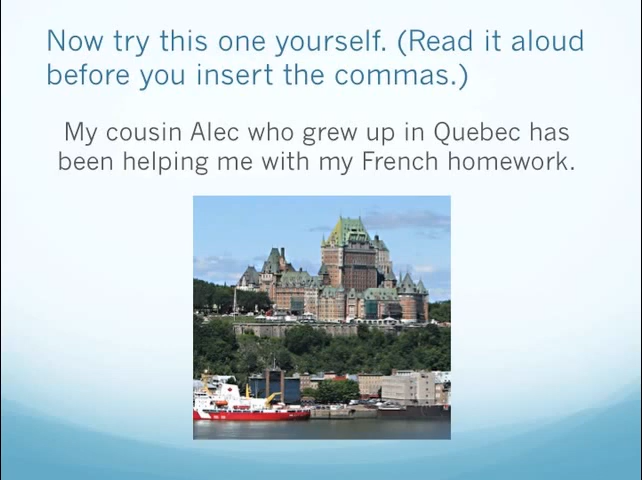 Now try this one yourself. (Read it aloud
before you insert the commas.)
My cousin Alec who grew up in Quebec has
been helping me with my French homework.